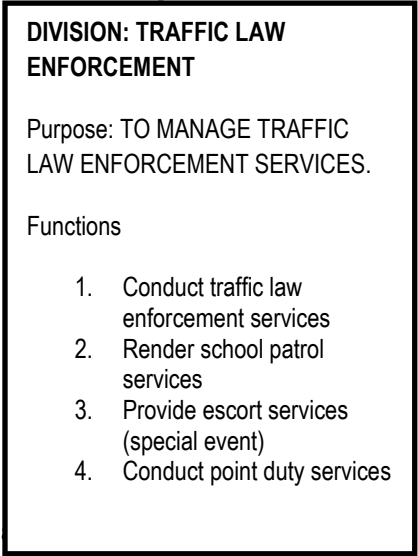 DIVISION: TRAFFIC LAW
ENFORCEMENT
Purpose: TO MANAGE TRAFFIC
LAW ENFORCEMENT SERVICES.
Functions
1. Conduct traffic law
enforcement services
2. Render school patrol
services
3. Provide escort services
(special event)
4. Conduct point duty services